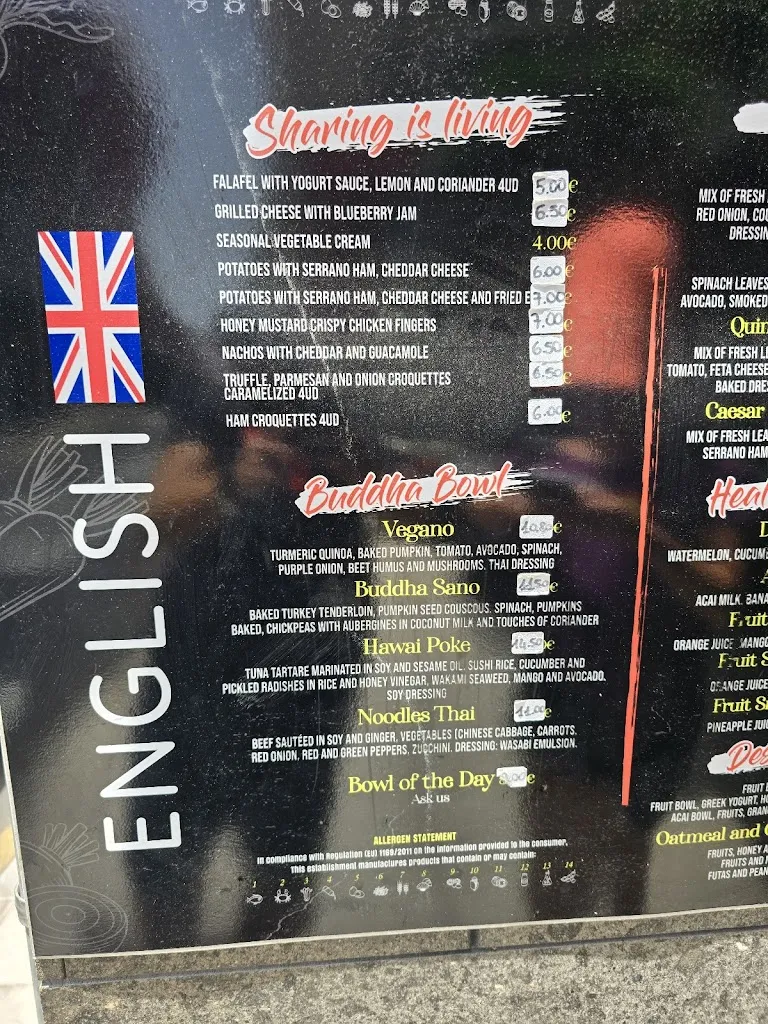 ENGLISH
Sharing is living
FALAFEL WITH YOGURT SAUCE, LEMON AND CORIANDER 4UD 5.00€
GRILLED CHEESE WITH BLUEBERRY JAM 6.50€
SEASONAL VEGETABLE CREAM 4.00€
POTATOES WITH SERRANO HAM, CHEDDAR CHEESE 6.00€
POTATOES WITH SERRANO HAM, CHEDDAR CHEESE AND FRIED E 7.00€
HONEY MUSTARD CRISPY CHICKEN FINGERS 7.00€
NACHOS WITH CHEDDAR AND GUACAMOLE 6.50€
TRUFFLE, PARMESAN AND ONION CROQUETTES 6.50€
CARAMELIZED 4UD
HAM CROQUETTES 4UD 6.00€
Buddha Bowl
Vegano €
TURMERIC QUINOA, BAKED PUMPKIN, TOMATO, AVOCADO, SPINACH,
PURPLE ONION, BEET HUMUS AND MUSHROOMS. THAI DRESSING
Buddha Sano 11.50€
BAKED TURKEY TENDERLOIN, PUMPKIN SEED COUSCOUS, SPINACH, PUMPKINS
BAKED, CHICKPEAS WITH AUBERGINES IN COCONUT MILK AND TOUCHES OF CORIANDER
Hawai Poke 14.50€
TUNA TARTARE MARINATED IN SOY AND SESAME OIL. SUSHI RICE, CUCUMBER AND
PICKLED RADISHES IN RICE AND HONEY VINEGAR, WAKAMI SEAWEED, MANGO AND AVOCADO.
SOY DRESSING
Noodles Thai 11.00€
BEEF SAUTÉED IN SOY AND GINGER, VEGETABLES (CHINESE CABBAGE, CARROTS,
RED ONION, RED AND GREEN PEPPERS, ZUCCHINI. DRESSING: WASABI EMULSION.
Bowl of the Day 9.00€
Ask us
ALLERGEN STATEMENT
In compliance with Regulation (EU) 1169/2011 on the information provided to the consumer,
this establishment manufactures products that contain or may contain:
1 2 3 4 5 6 7 8 9 10 11 12 13 14
MIX OF FRESH
RED ONION, COU
DRESSIN
SPINACH LEAVES
AVOCADO, SMOKED
Quin
MIX OF FRESH LE
TOMATO, FETA CHEESE
BAKED DRES
Caesar
MIX OF FRESH LEA
SERRANO HAM
Heal
WATERMELON, CUCUM
ACAI MILK, BANA
Fruit
ORANGE JUICE, MANGO
Fruit S
ORANGE JUICE
Fruit S
PINEAPPLE JUIC
Des
FRUIT B
FRUIT BOWL, GREEK YOGURT, HO
ACAI BOWL, FRUITS, GRAN
Oatmeal and
FRUITS, HONEY A
FRUITS AND
FUTAS AND PEAN